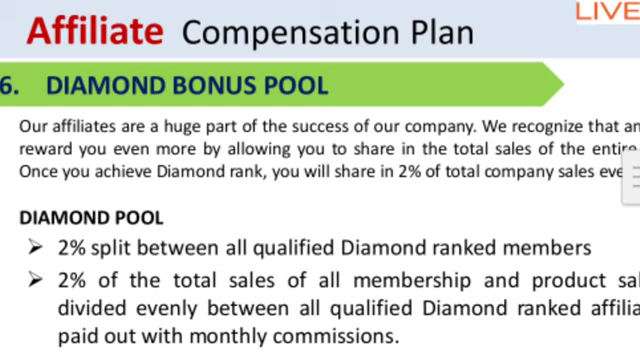 LIVE
Affiliate Compensation Plan
6. DIAMOND BONUS POOL
Our affiliates are a huge part of the success of our company. We recognize that an
reward you even more by allowing you to share in the total sales of the entire
Once you achieve Diamond rank, you will share in 2% of total company sales eve
DIAMOND POOL
➢ 2% split between all qualified Diamond ranked members
➢ 2% of the total sales of all membership and product sal
divided evenly between all qualified Diamond ranked affilia
paid out with monthly commissions.